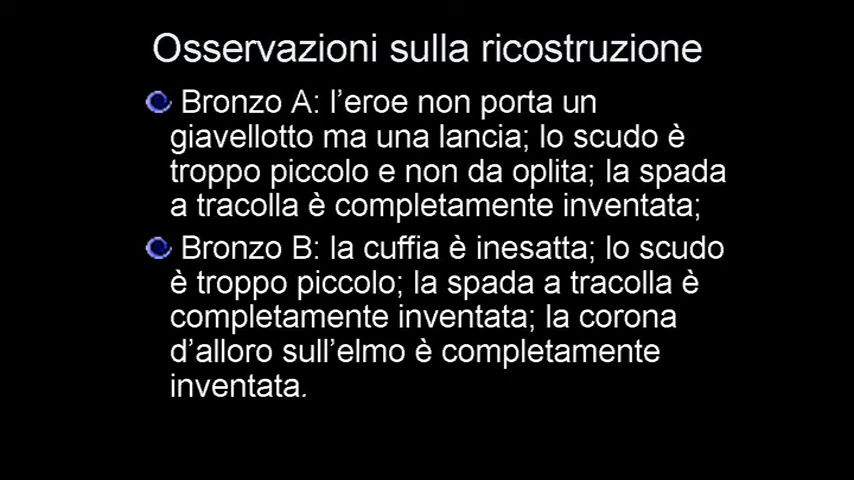 Osservazioni sulla ricostruzione
Bronzo A: l’eroe non porta un
giavellotto ma una lancia; lo scudo è
troppo piccolo e non da oplita; la spada
a tracolla è completamente inventata;
Bronzo B: la cuffia è inesatta; lo scudo
è troppo piccolo; la spada a tracolla è
completamente inventata; la corona
d’alloro sull’elmo è completamente
inventata.